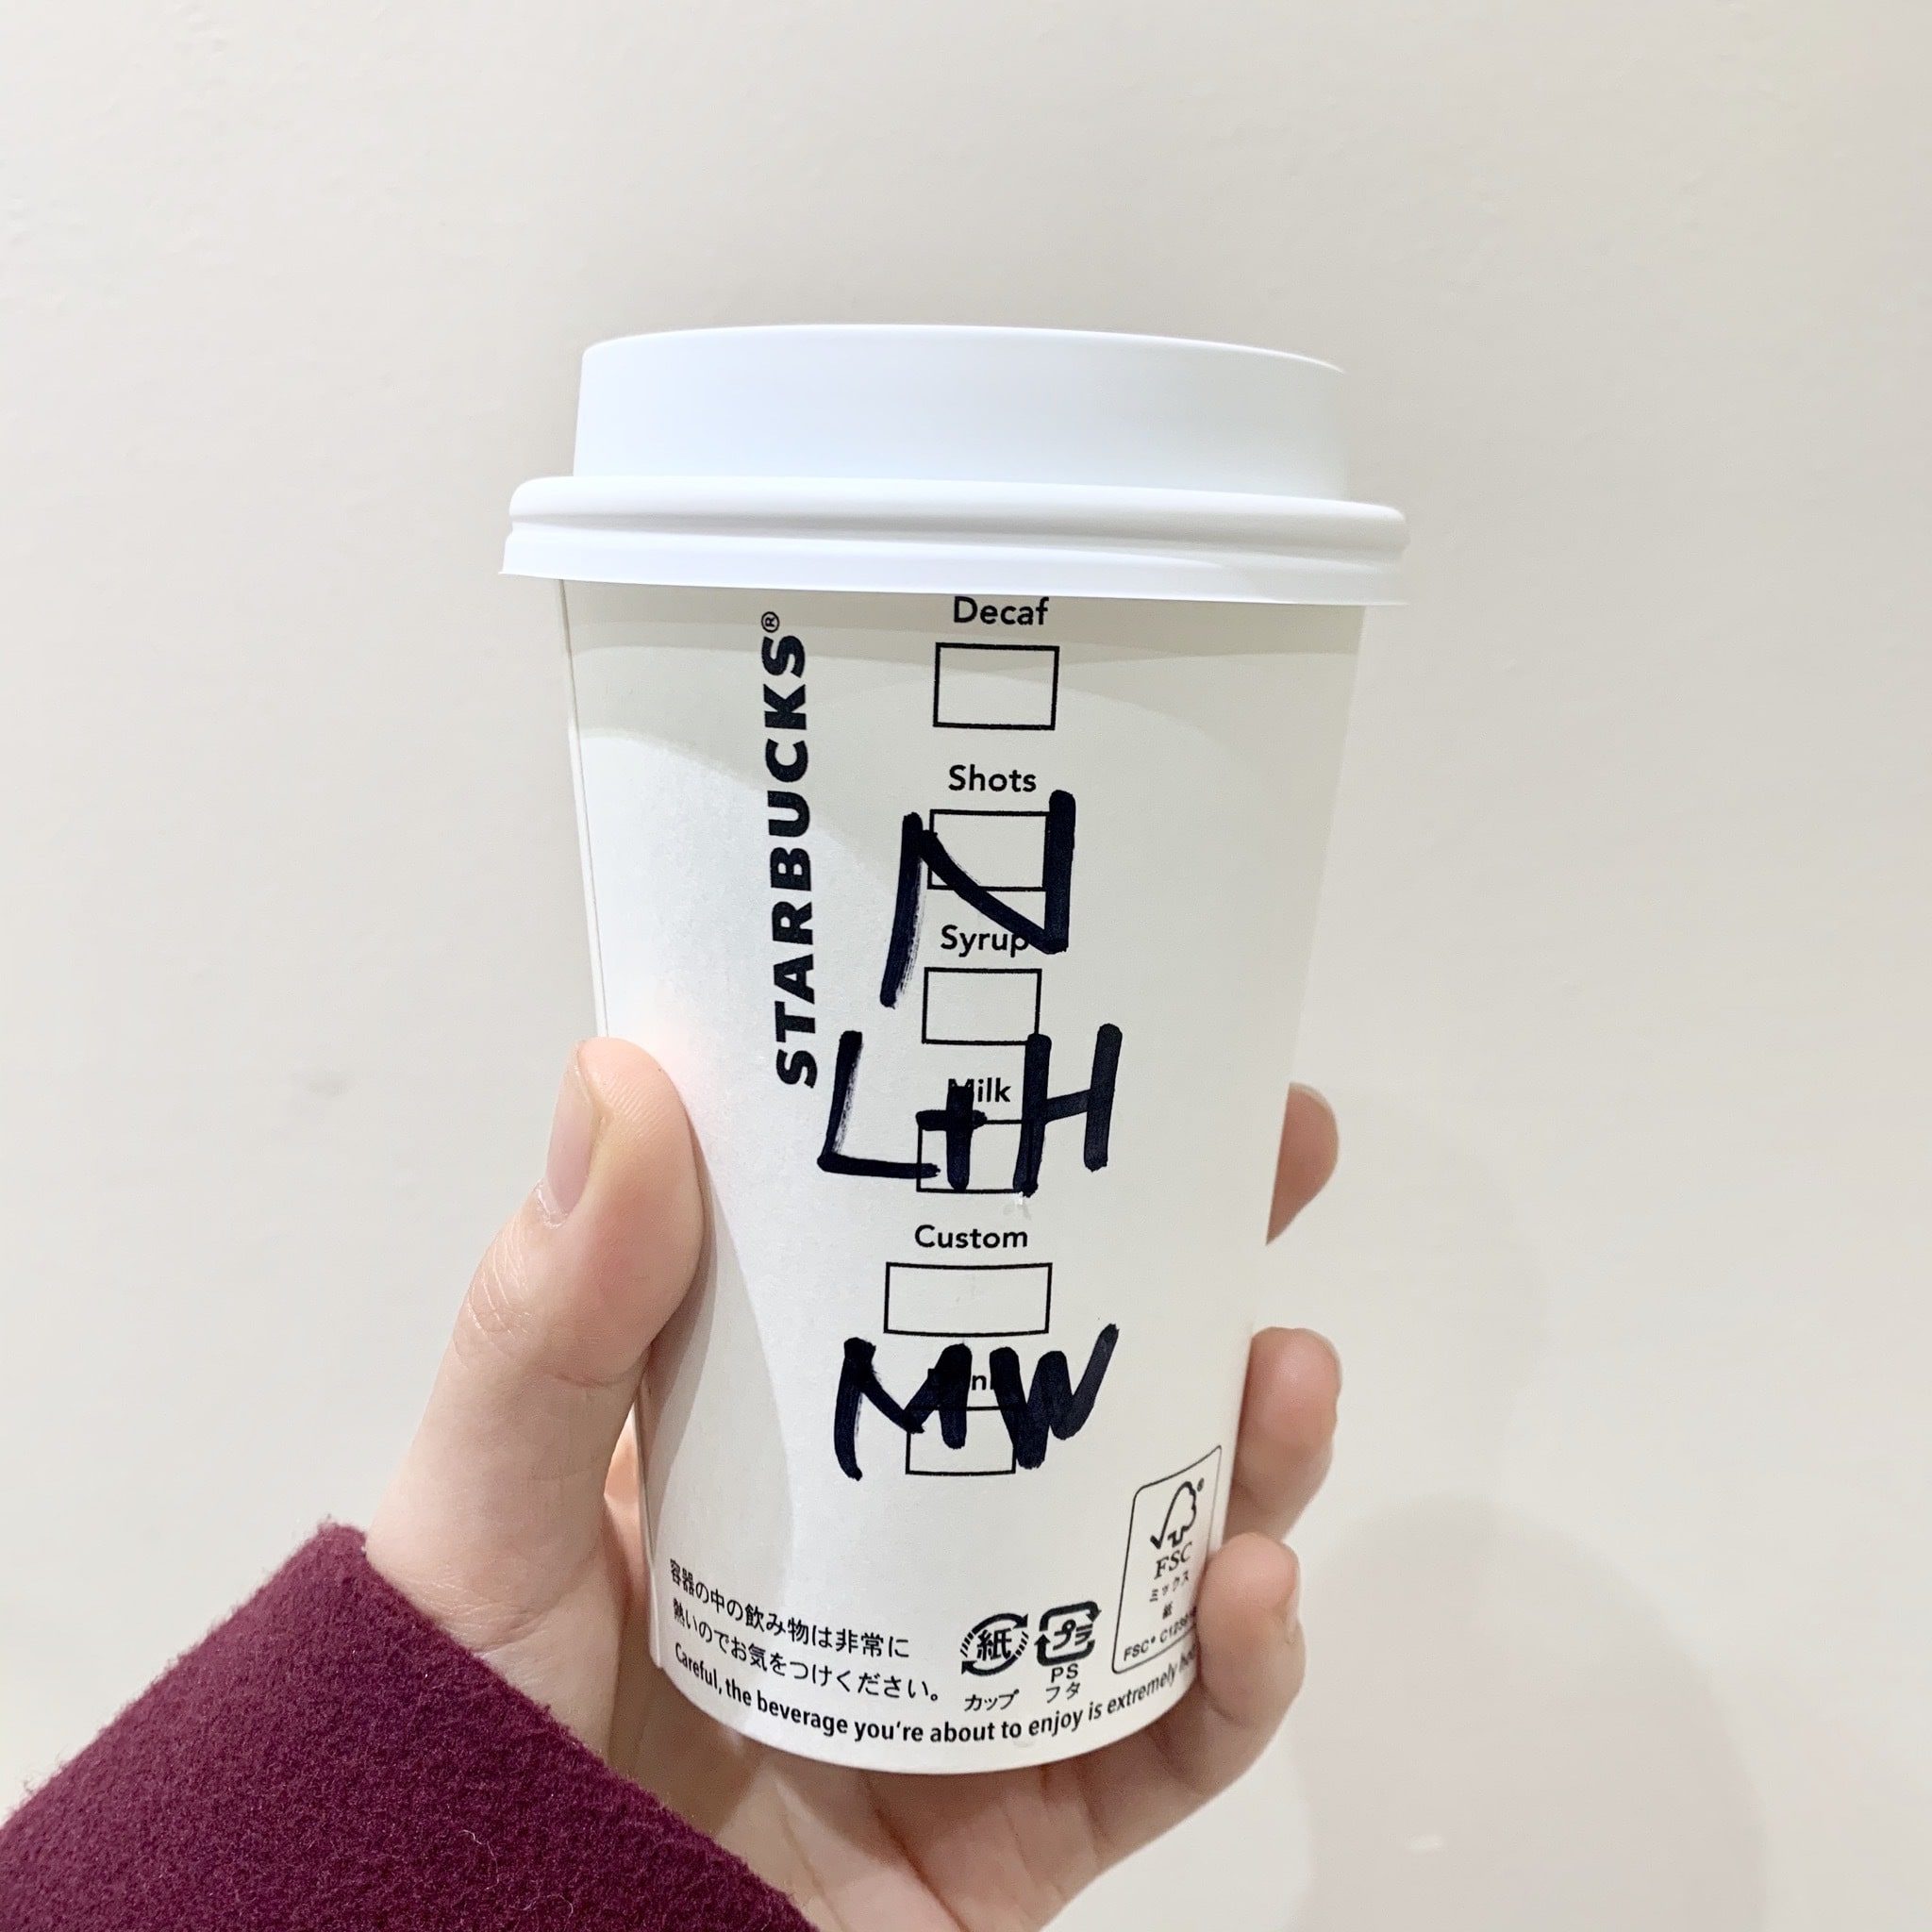 STARBUCKS®
Decaf
Shots
N
Syrup
Milk
L+H
Custom
MW
容器の中の飲み物は非常に
熱いのでお気をつけください。
Careful, the beverage you're about to enjoy is extremely
紙
カップ
プラ
PS
フタ
FSC®
ミックス
紙
FSC®